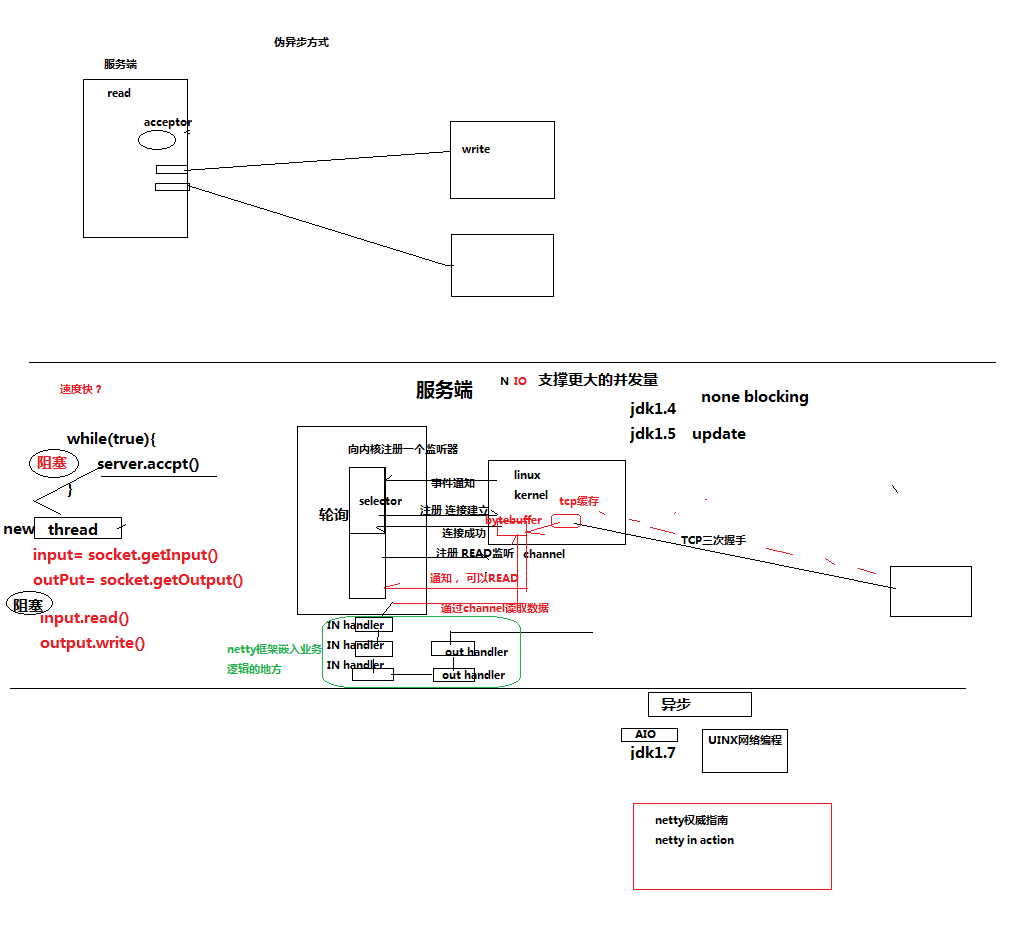 伪异步方式
服务端
read
acceptor
write
速度快？
服务端
N IO
支撑更大的并发量
jdk1.4
none blocking
jdk1.5 update
while(true){
阻塞
server.accpt()
}
new thread
input= socket.getInput()
outPut= socket.getOutput()
阻塞
input.read()
output.write()
向内核注册一个监听器
轮询
selector
事件通知
注册 连接建立
连接成功
注册 READ监听
通知 ，可以READ
通过channel读取数据
linux
kernel
tcp缓存
bytebuffer
channel
TCP三次握手
netty框架嵌入业务
逻辑的地方
IN handler
IN handler
IN handler
out handler
out handler
异步
AIO
jdk1.7
UINX网络编程
netty权威指南
netty in action